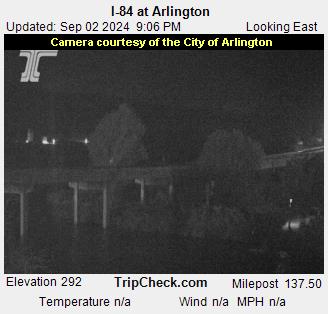 I-84 at Arlington
Updated: Sep 02 2024 9:06 PM Looking East
Camera courtesy of the City of Arlington
Elevation 292 TripCheck.com Milepost 137.50
Temperature n/a Wind n/a MPH n/a